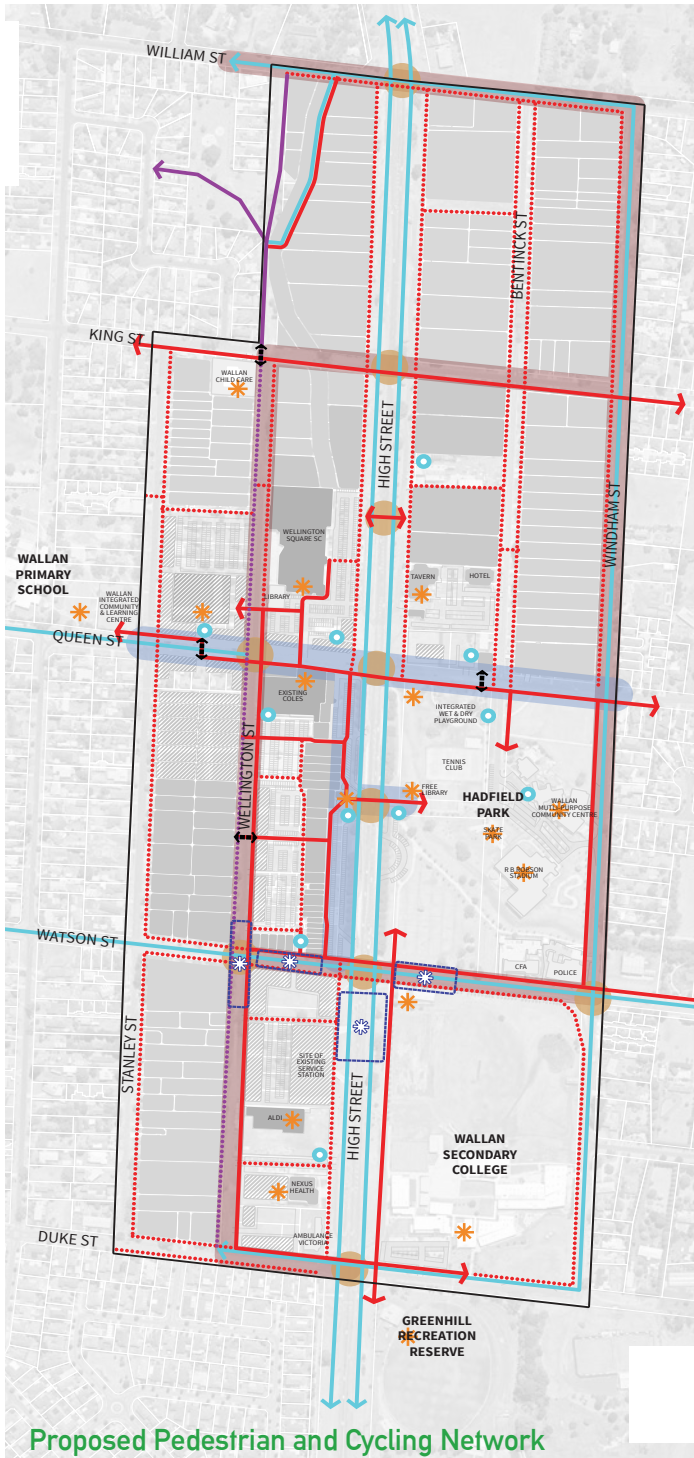 WILLIAM ST
BENTINCK ST
KING ST
WALLAN
CHILD CARE
HIGH STREET
WINDHAM ST
WELLINGTON
SQUARE SC
WALLAN
PRIMARY
SCHOOL
TAVERN
HOTEL
WALLAN
INTEGRATED
COMMUNITY
& LEARNING
CENTRE
LIBRARY
QUEEN ST
EXISTING
COLES
INTEGRATED
WET & DRY
PLAYGROUND
WELLINGTON ST
TENNIS
CLUB
FREE
LIBRARY
HADFIELD
PARK
WALLAN
MULTI-PURPOSE
COMMUNITY CENTRE
SKATE
PARK
R B ROBSON
STADIUM
WATSON ST
CFA
POLICE
STANLEY ST
SITE OF
EXISTING
SERVICE
STATION
HIGH STREET
ALDI
WALLAN
SECONDARY
COLLEGE
NEXUS
HEALTH
DUKE ST
AMBULANCE
VICTORIA
GREENHILL
RECREATION
RESERVE
Proposed Pedestrian and Cycling Network